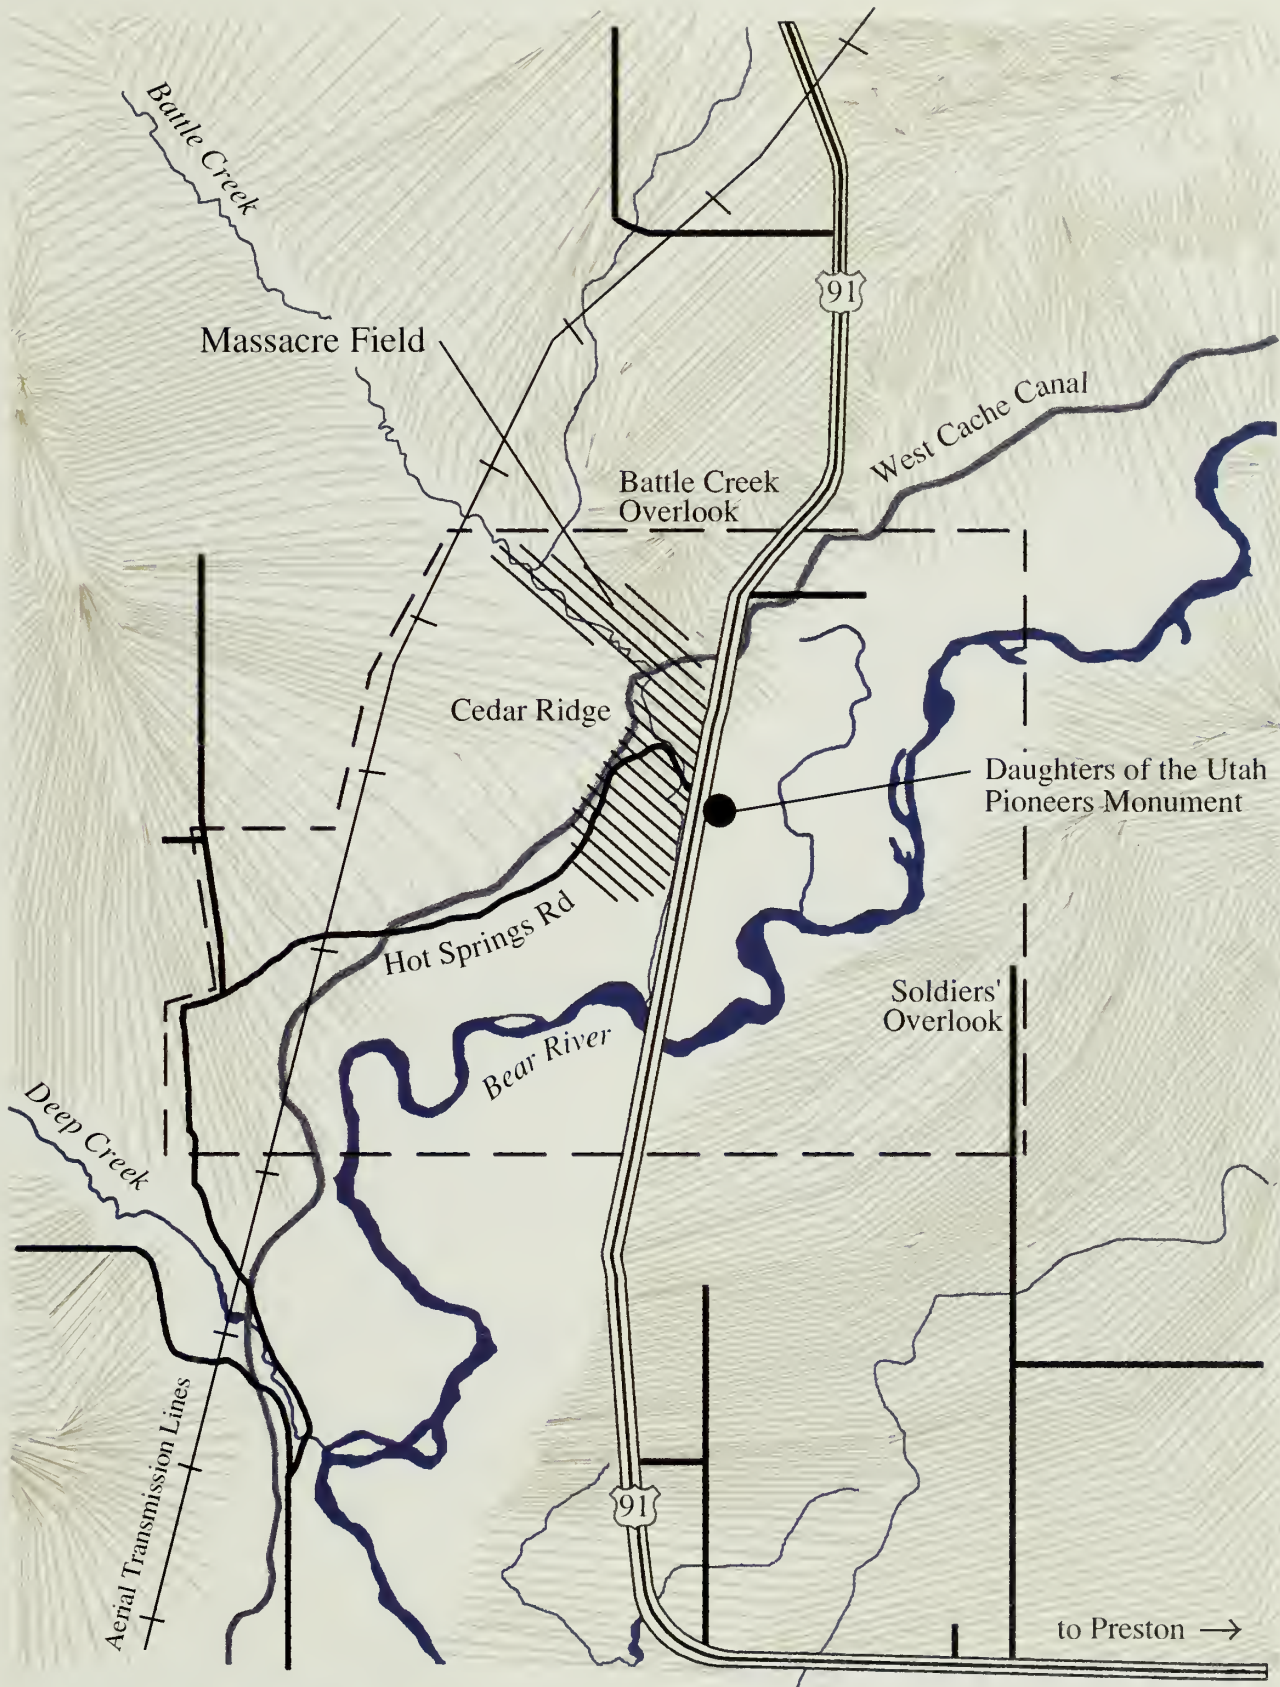 Battle Creek
91
Massacre Field
West Cache Canal
Battle Creek
Overlook
Cedar Ridge
Daughters of the Utah
Pioneers Monument
Hot Springs Rd
Soldiers'
Overlook
Bear River
Deep Creek
Aerial Transmission Lines
91
to Preston →